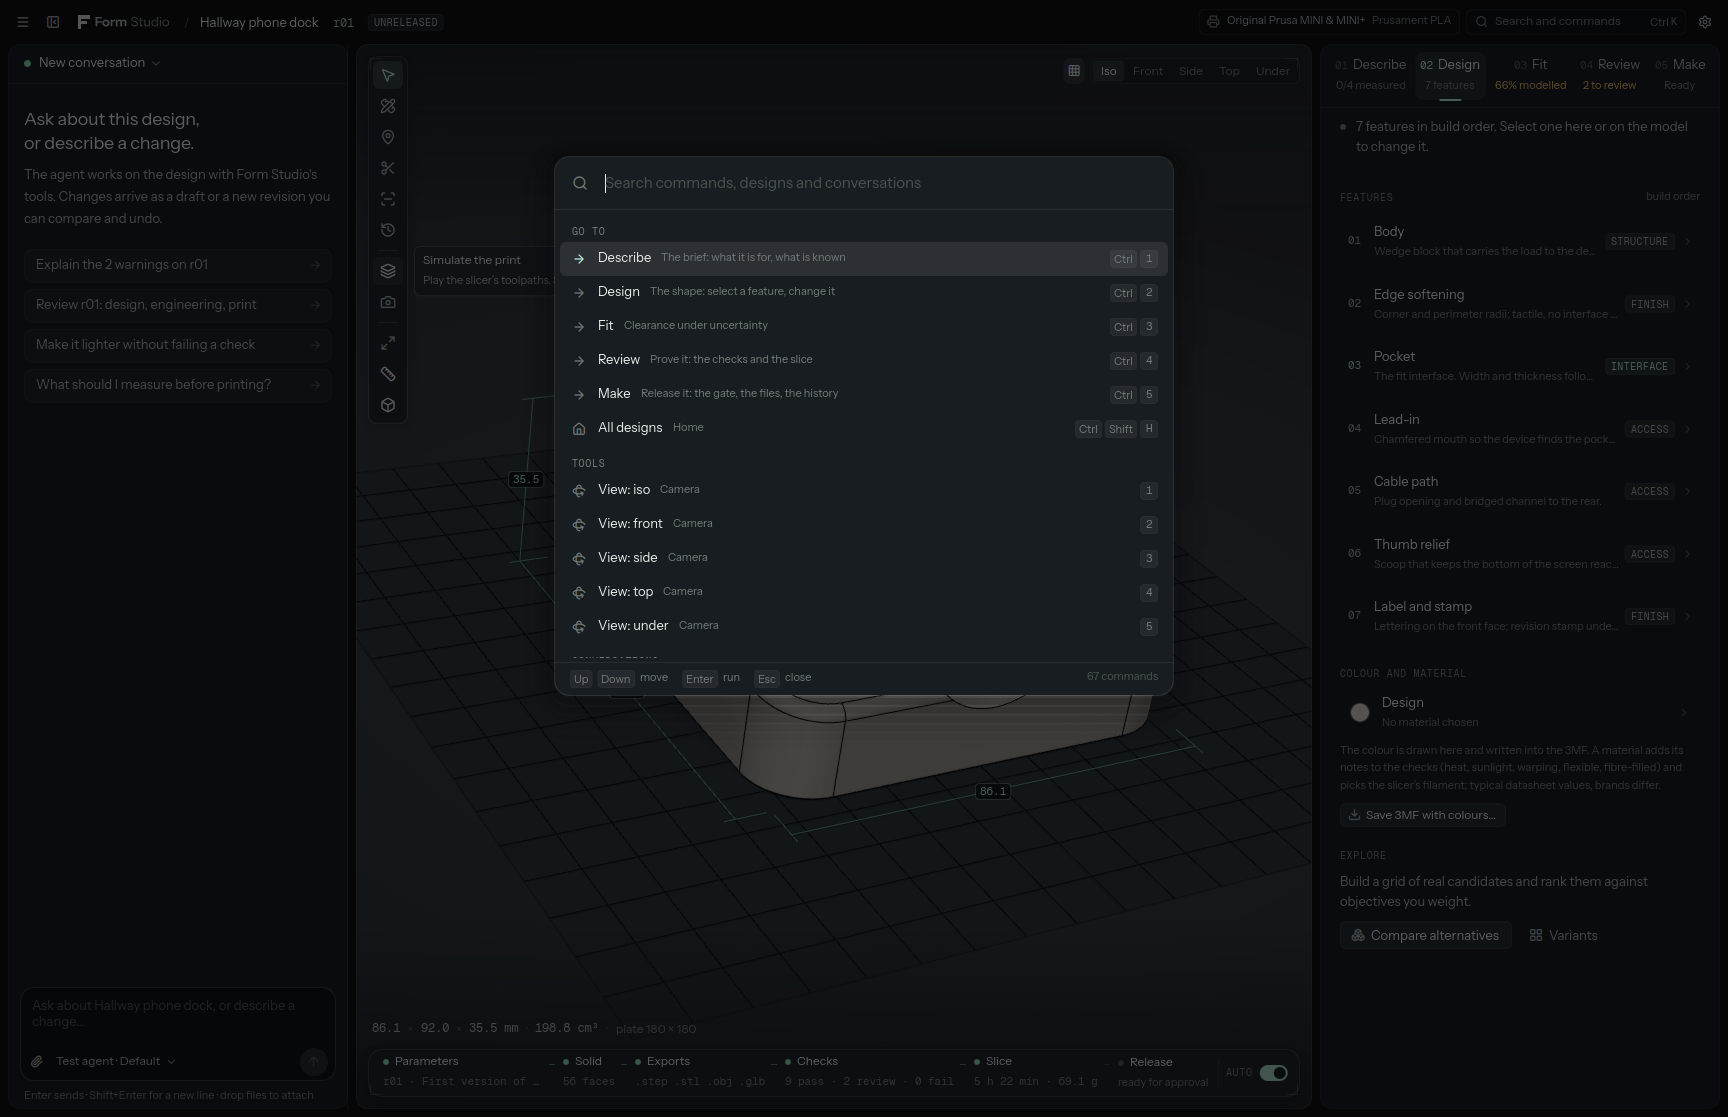 Form Studio / Hallway phone dock r01 UNRELEASED
Original Prusa MINI & MINI+ Prusament PLA
Search and commands Ctrl K
New conversation
Ask about this design,
or describe a change.
The agent works on the design with Form Studio's
tools. Changes arrive as a draft or a new revision you
can compare and undo.
Explain the 2 warnings on r01
Review r01: design, engineering, print
Make it lighter without failing a check
What should I measure before printing?
Ask about Hallway phone dock, or describe a
change...
Test agent · Default
Enter sends · Shift+Enter for a new line · drop files to attach
Iso Front Side Top Under
Simulate the print
Play the slicer's toolpaths.
35.5
86.1
Search commands, designs and conversations
GO TO
Describe The brief: what it is for, what is known Ctrl 1
Design The shape: select a feature, change it Ctrl 2
Fit Clearance under uncertainty Ctrl 3
Review Prove it: the checks and the slice Ctrl 4
Make Release it: the gate, the files, the history Ctrl 5
All designs Home Ctrl Shift H
TOOLS
View: iso Camera 1
View: front Camera 2
View: side Camera 3
View: top Camera 4
View: under Camera 5
Up Down move Enter run Esc close 67 commands
86.1 × 92.0 × 35.5 mm · 198.8 cm³ · plate 180 × 180
Parameters
r01 · First version of …
Solid
56 faces
Exports
.step .stl .obj .glb
Checks
9 pass · 2 review · 0 fail
Slice
5 h 22 min · 69.1 g
Release
ready for approval
AUTO
01 Describe
0/4 measured
02 Design
7 features
03 Fit
66% modelled
04 Review
2 to review
05 Make
Ready
7 features in build order. Select one here or on the model
to change it.
FEATURES build order
01 Body STRUCTURE
Wedge block that carries the load to the de...
02 Edge softening FINISH
Corner and perimeter radii; tactile, no interface ...
03 Pocket INTERFACE
The fit interface. Width and thickness follo...
04 Lead-in ACCESS
Chamfered mouth so the device finds the pock...
05 Cable path ACCESS
Plug opening and bridged channel to the rear.
06 Thumb relief ACCESS
Scoop that keeps the bottom of the screen reac...
07 Label and stamp FINISH
Lettering on the front face; revision stamp unde...
COLOUR AND MATERIAL
Design
No material chosen
The colour is drawn here and written into the 3MF. A material adds its
notes to the checks (heat, sunlight, warping, flexible, fibre-filled) and
picks the slicer's filament; typical datasheet values, brands differ.
Save 3MF with colours...
EXPLORE
Build a grid of real candidates and rank them against
objectives you weight.
Compare alternatives Variants